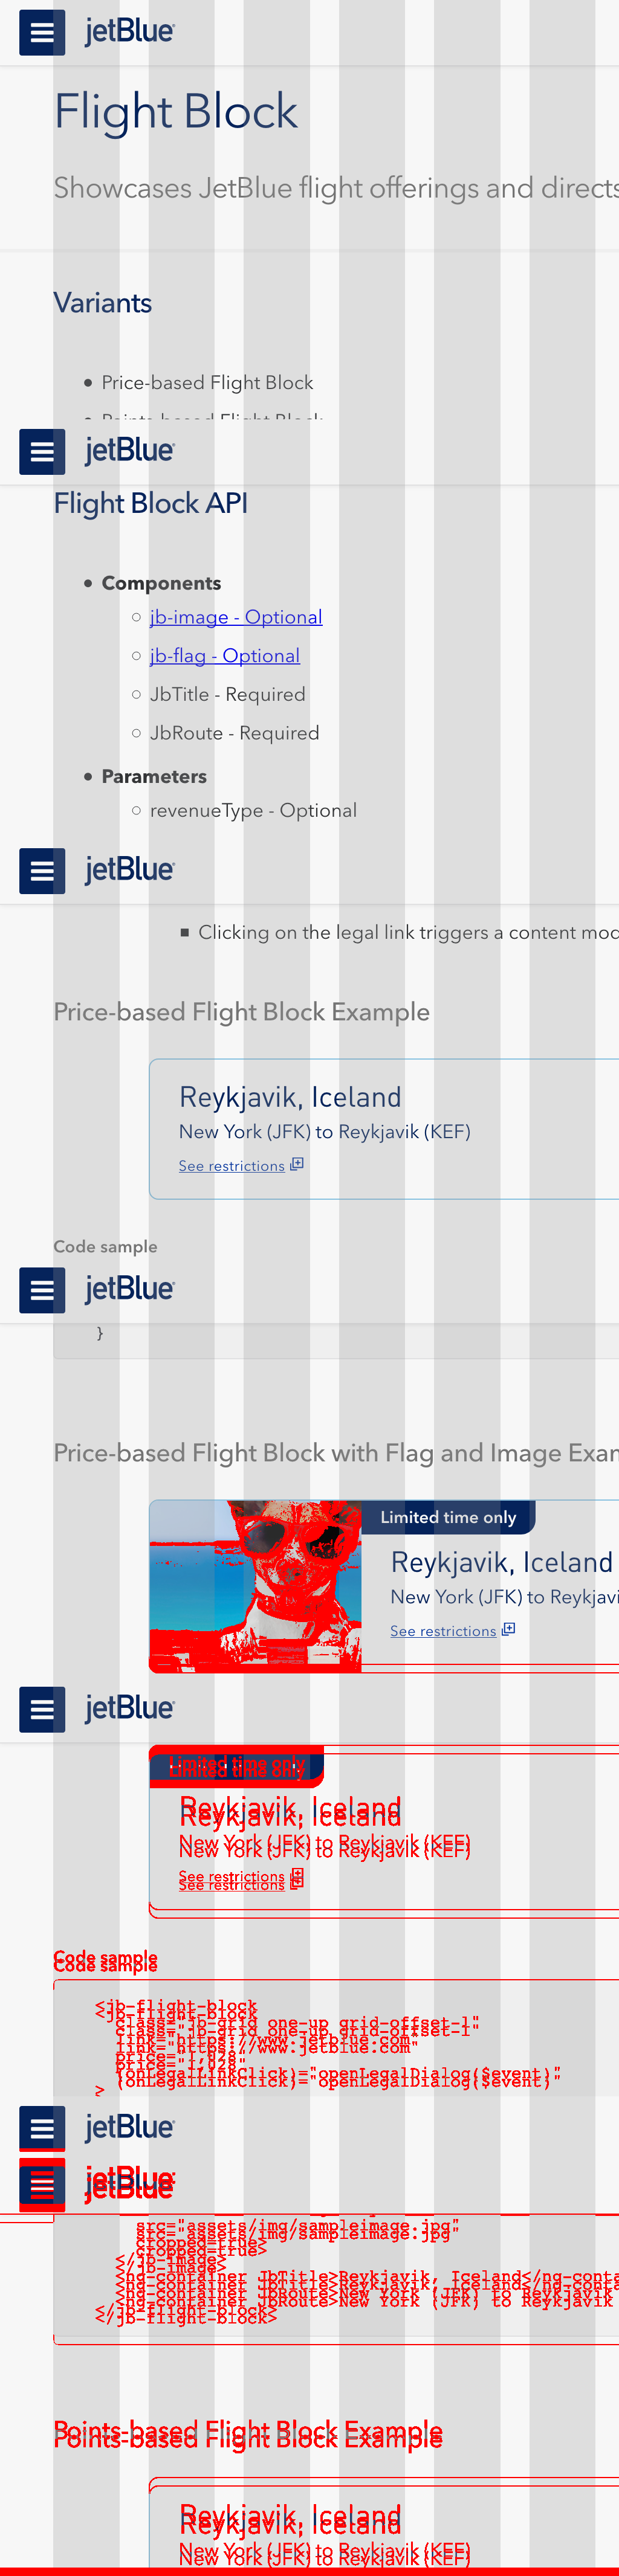 jetBlue
Flight Block
Showcases JetBlue flight offerings and directs
Variants
Price-based Flight Block
Points-based Flight Block
jetBlue
Flight Block API
Components
jb-image - Optional
jb-flag - Optional
JbTitle - Required
JbRoute - Required
Parameters
revenueType - Optional
jetBlue
Clicking on the legal link triggers a content mod
Price-based Flight Block Example
Reykjavik, Iceland
New York (JFK) to Reykjavik (KEF)
See restrictions
Code sample
jetBlue
}
Price-based Flight Block with Flag and Image Exam
Limited time only
Reykjavik, Iceland
New York (JFK) to Reykjavi
See restrictions
jetBlue
Limited time only
Reykjavik, Iceland
New York (JFK) to Reykjavik (KEF)
See restrictions
Code sample
<jb-flight-block
class="jb-grid one-up grid-offset-1"
link="https://www.jetblue.com"
price="1,028"
(onLegalLinkClick)="openLegalDialog($event)"
>
jetBlue
jetBlue
src="assets/img/sampleimage.jpg"
cropped=true>
</jb-image>
<ng-container JbTitle>Reykjavik, Iceland</ng-conta
<ng-container JbRoute>New York (JFK) to Reykjavik
</jb-flight-block>
Points-based Flight Block Example
Reykjavik, Iceland
New York (JFK) to Reykjavik (KEF)